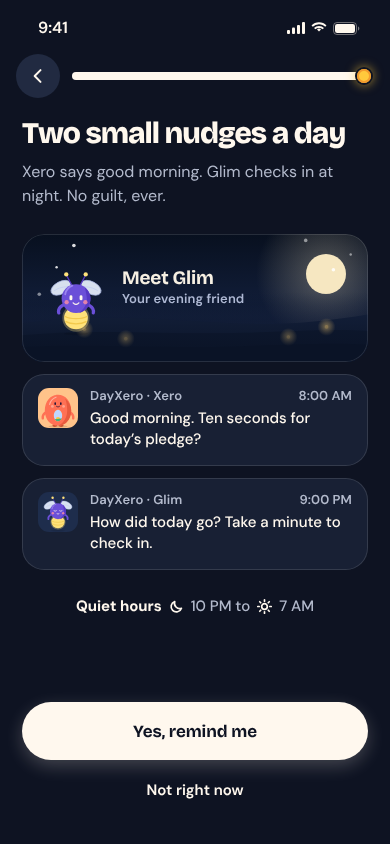 9:41
Two small nudges a day
Xero says good morning. Glim checks in at
night. No guilt, ever.
Meet Glim
Your evening friend
DayXero · Xero 8:00 AM
Good morning. Ten seconds for
today’s pledge?
DayXero · Glim 9:00 PM
How did today go? Take a minute to
check in.
Quiet hours 10 PM to 7 AM
Yes, remind me
Not right now